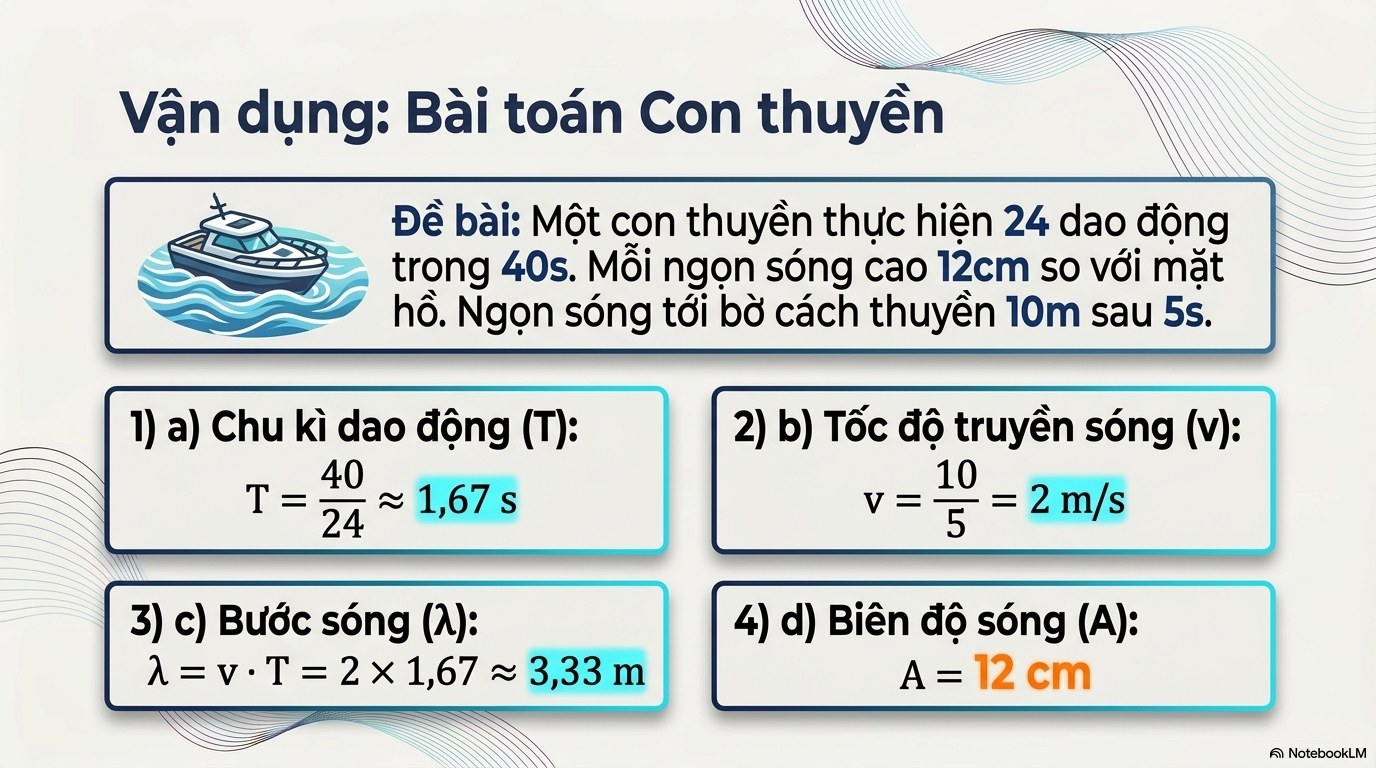 Vận dụng: Bài toán Con thuyền
Đề bài: Một con thuyền thực hiện 24 dao động
trong 40s. Mỗi ngọn sóng cao 12cm so với mặt
hồ. Ngọn sóng tới bờ cách thuyền 10m sau 5s.
1) a) Chu kì dao động (T):
T = 40/24 ≈ 1,67 s
2) b) Tốc độ truyền sóng (v):
v = 10/5 = 2 m/s
3) c) Bước sóng (λ):
λ = v · T = 2 × 1,67 ≈ 3,33 m
4) d) Biên độ sóng (A):
A = 12 cm
NotebookLM